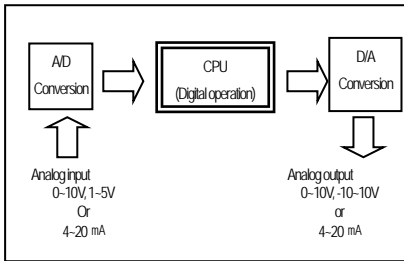 A/D
Conversion
CPU
(Digital operation)
D/A
Conversion
Analog input
0~10V, 1~5V
Or
4~20 mA
Analog output
0~10V, -10~10V
or
4~20 mA